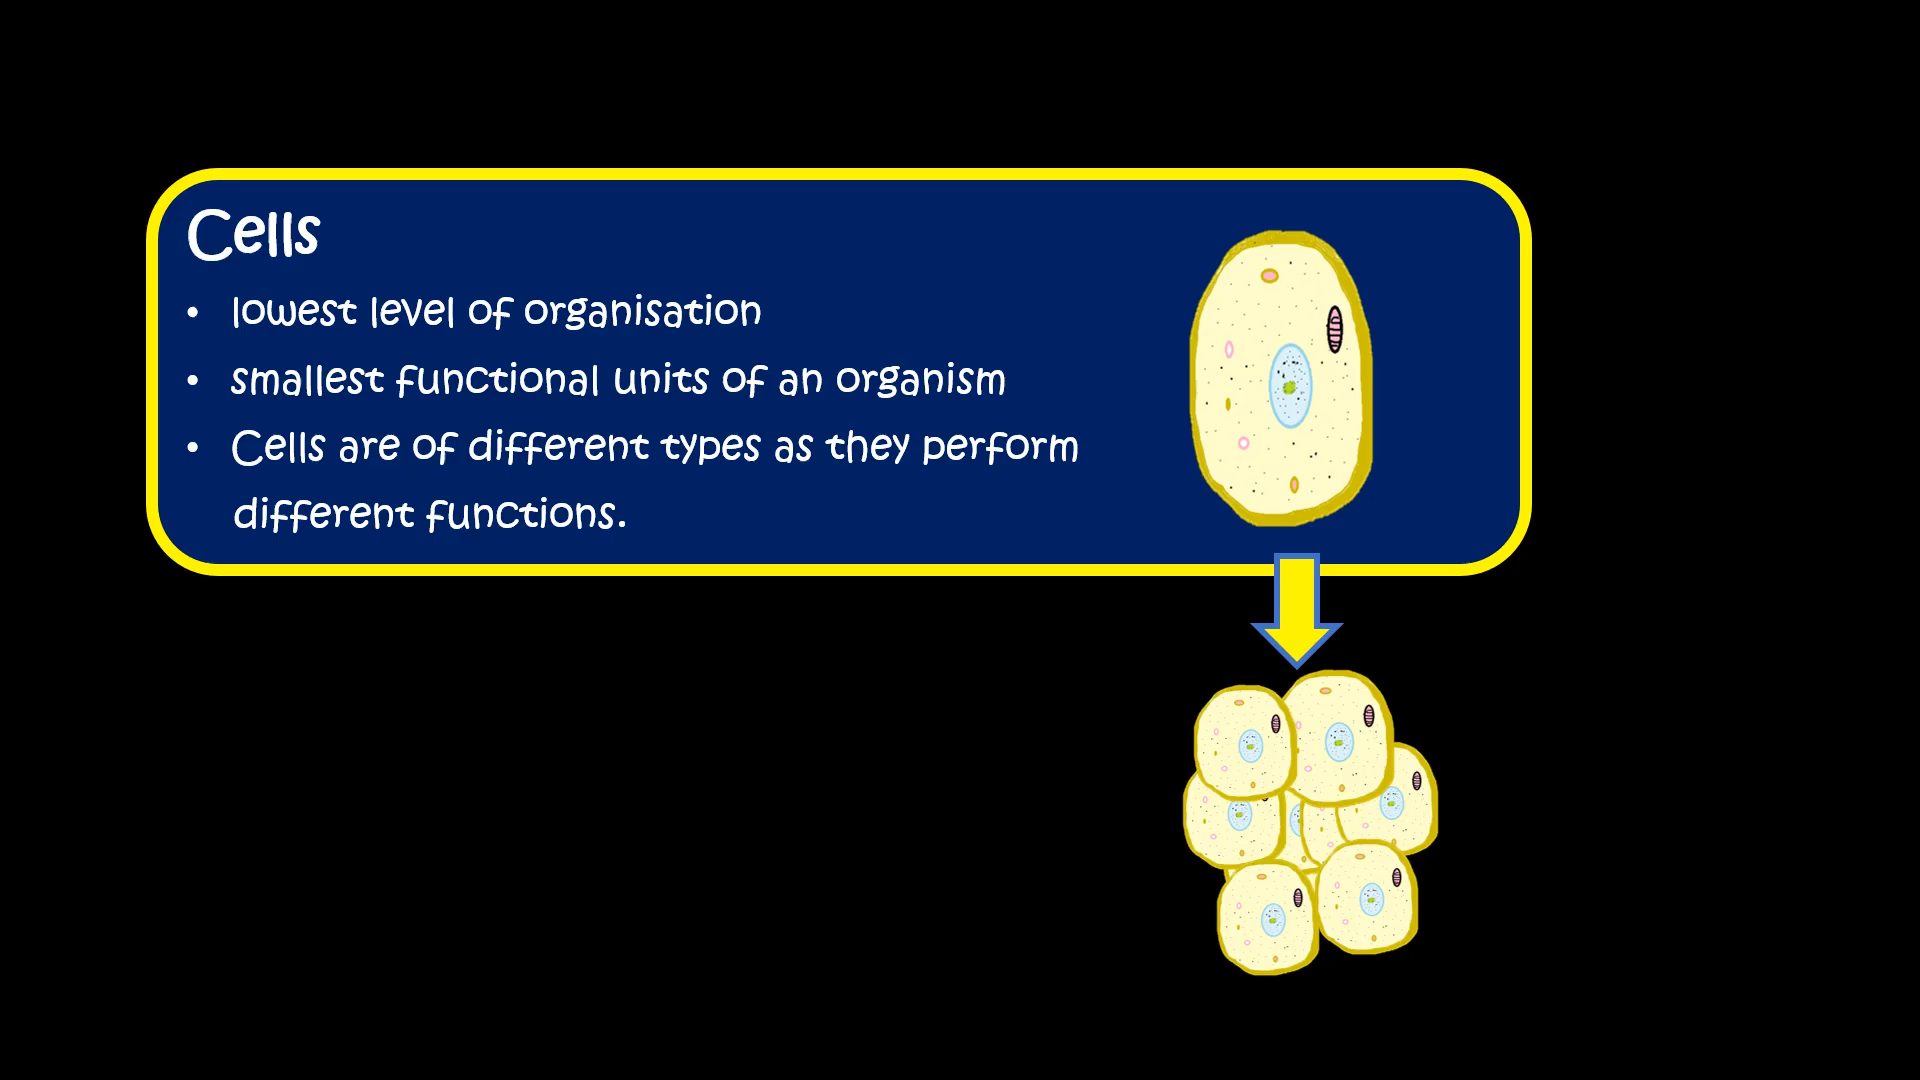 Cells
• lowest level of organisation
• smallest functional units of an organism
• Cells are of different types as they perform
different functions.